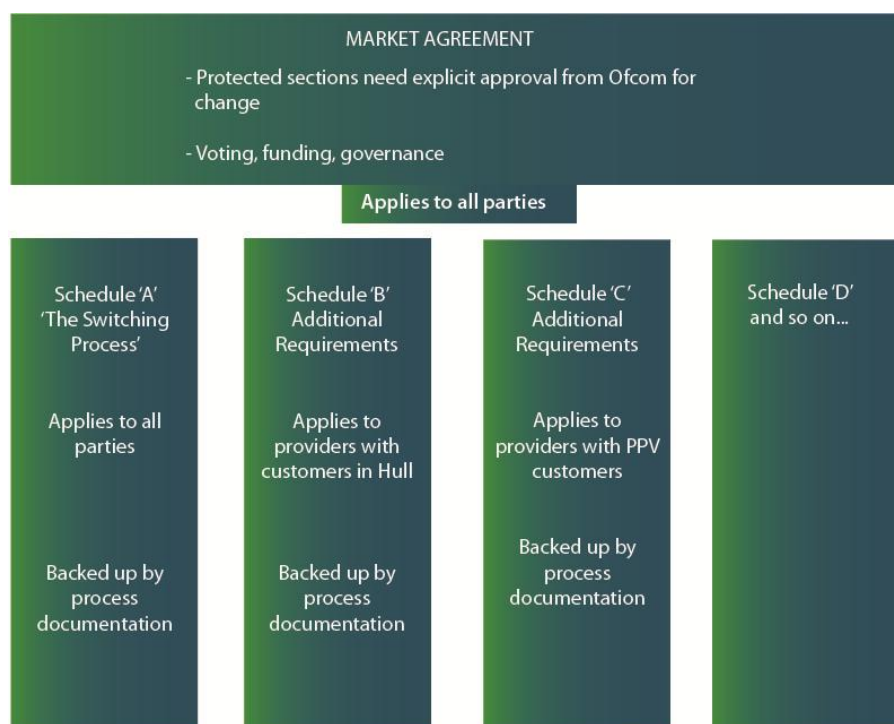 MARKET AGREEMENT
- Protected sections need explicit approval from Ofcom for
change
- Voting, funding, governance
Applies to all parties
Schedule ‘A’
‘The Switching
Process’
Applies to all
parties
Backed up by
process
documentation
Schedule ‘B’
Additional
Requirements
Applies to
providers with
customers in Hull
Backed up by
process
documentation
Schedule ‘C’
Additional
Requirements
Applies to
providers with PPV
customers
Backed up by
process
documentation
Schedule ‘D’
and so on...